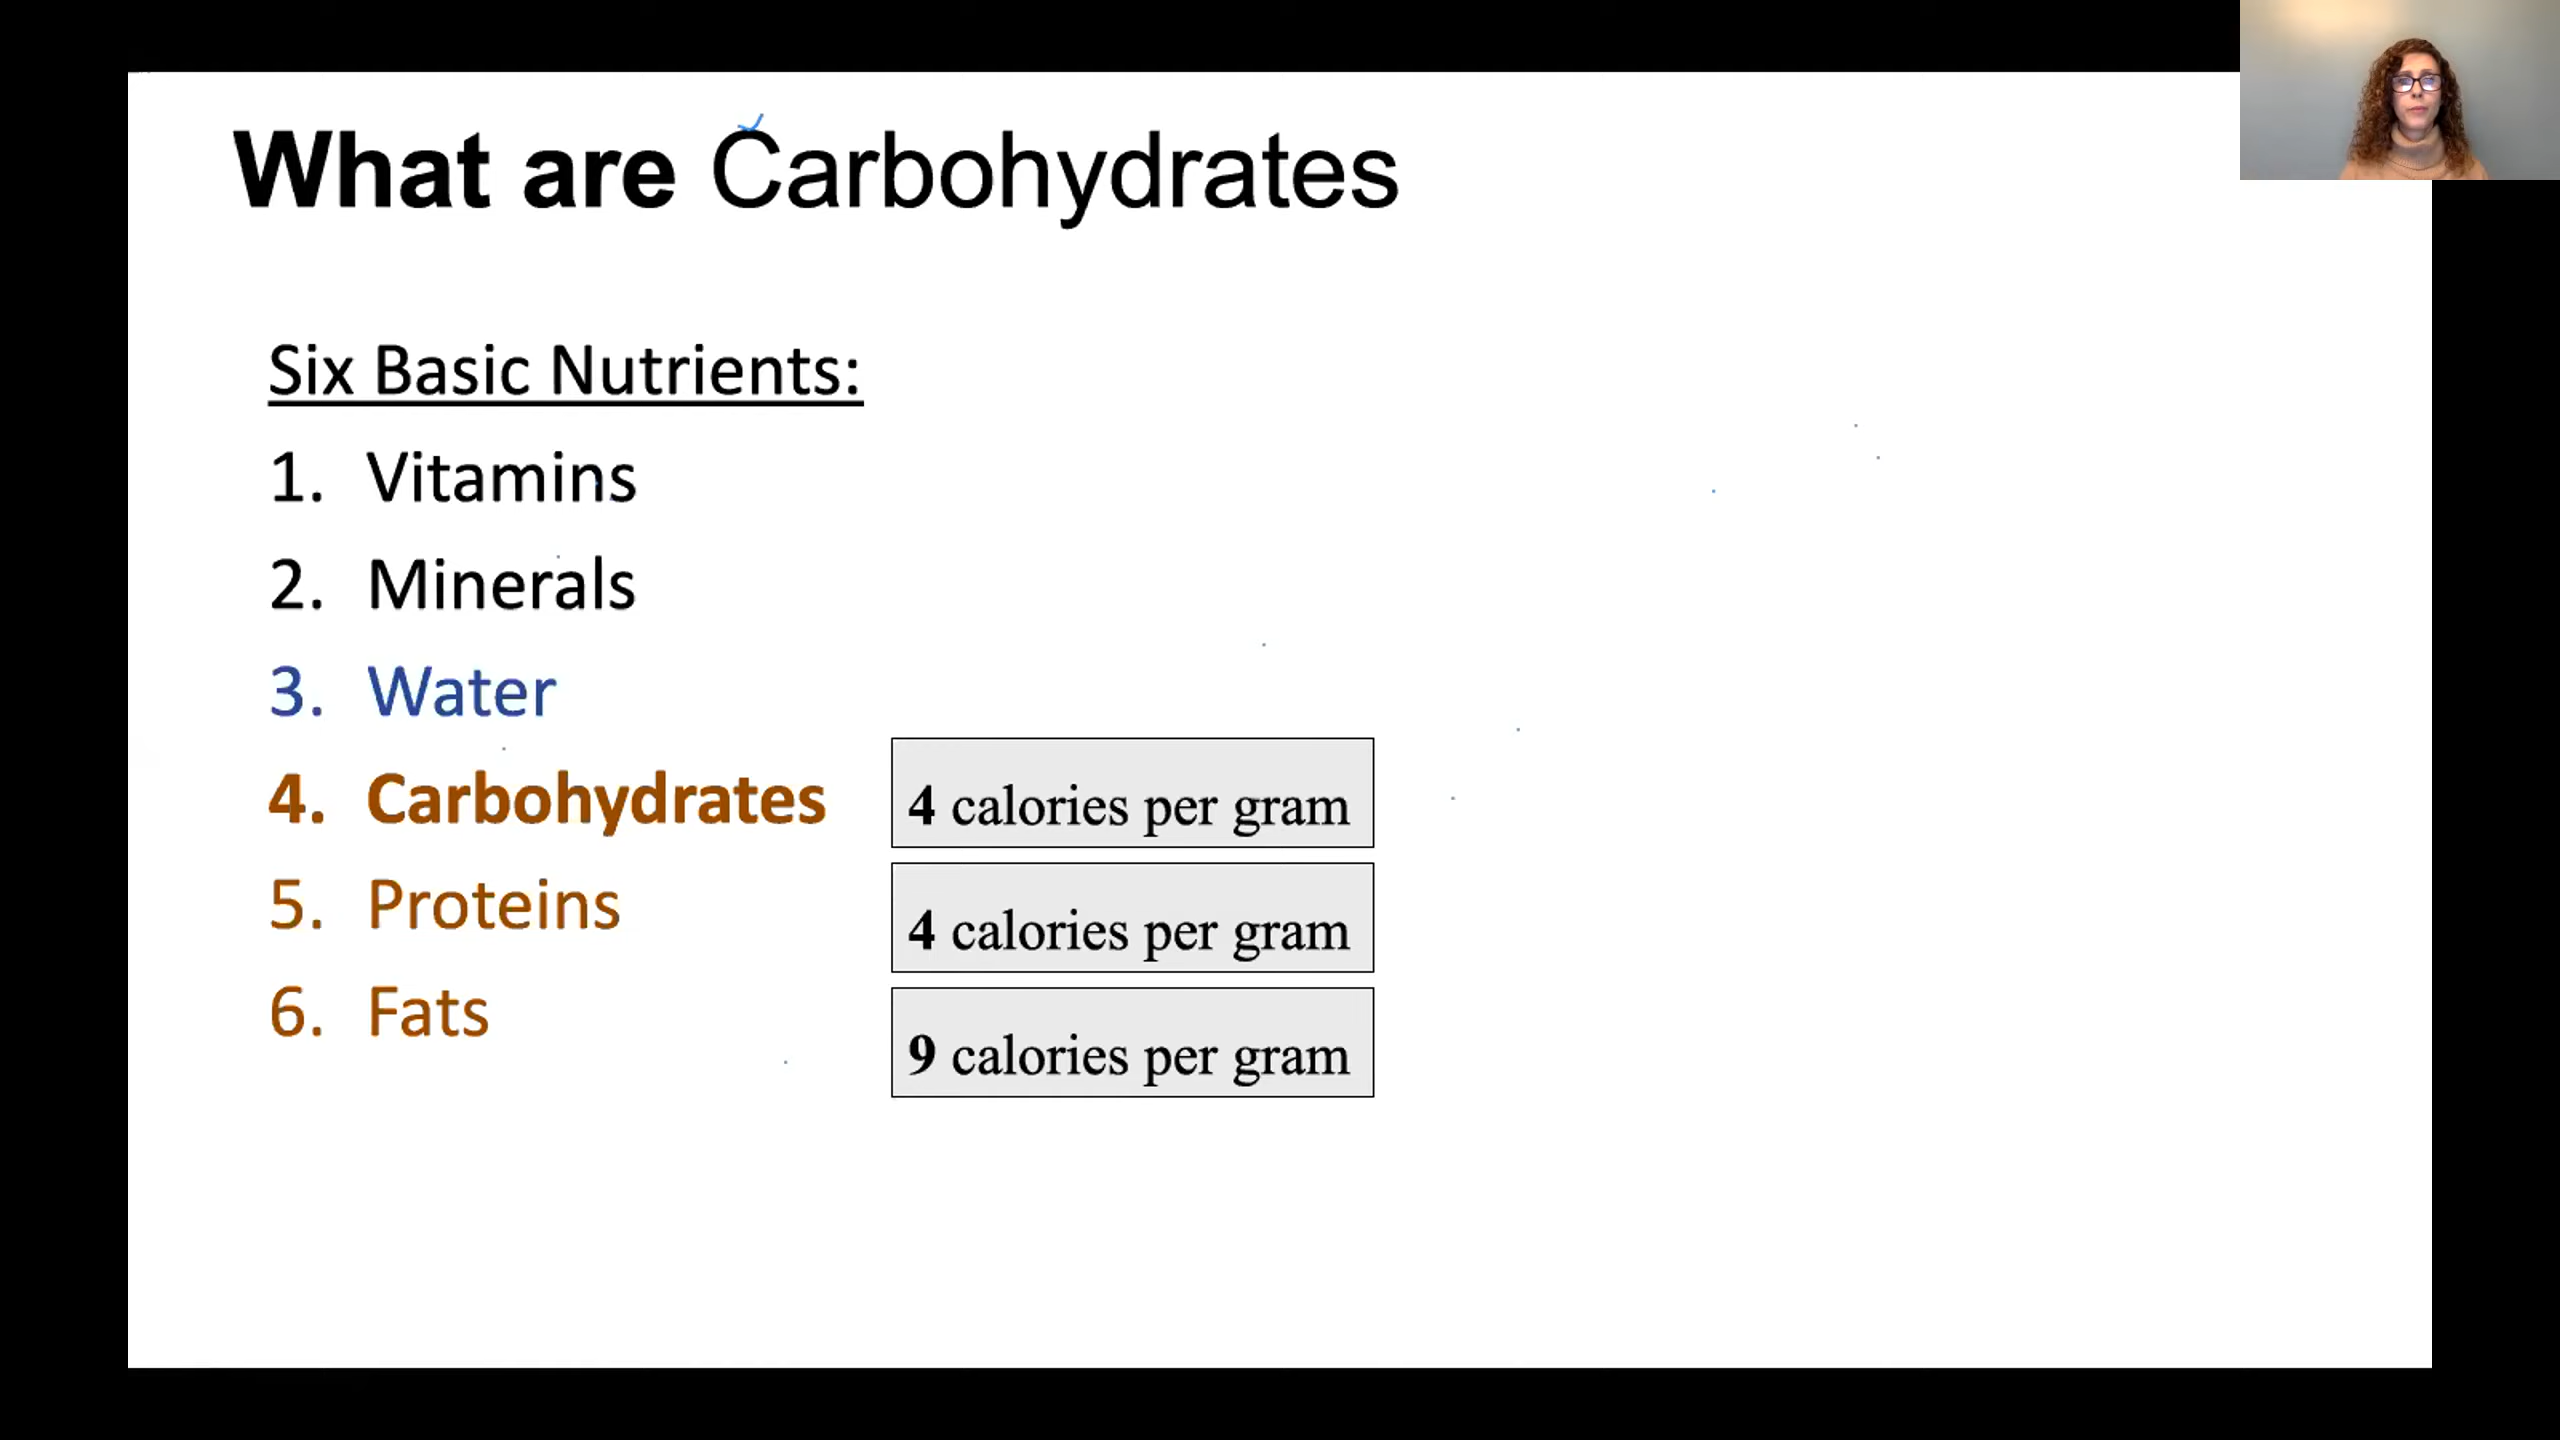 What are Carbohydrates
Six Basic Nutrients:
1. Vitamins
2. Minerals
3. Water
4. Carbohydrates
4 calories per gram
5. Proteins
4 calories per gram
6. Fats
9 calories per gram